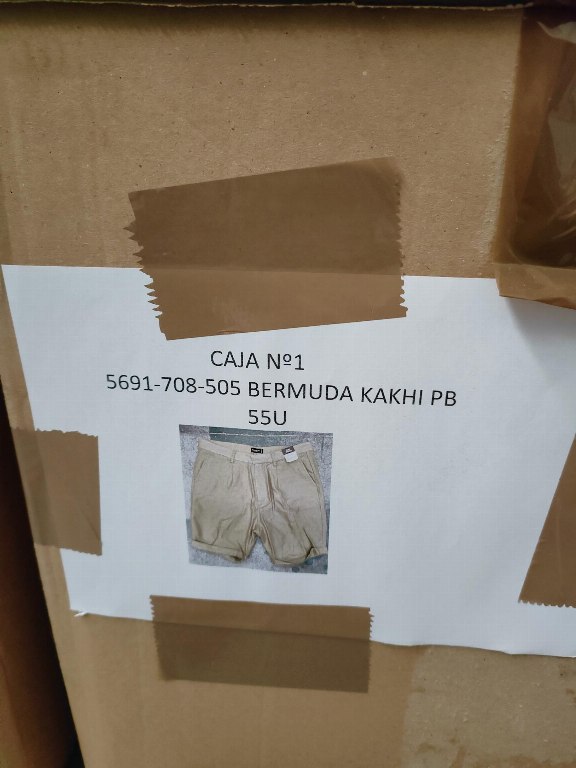 CAJA Nº1
5691-708-505 BERMUDA KAKHI PB
55U